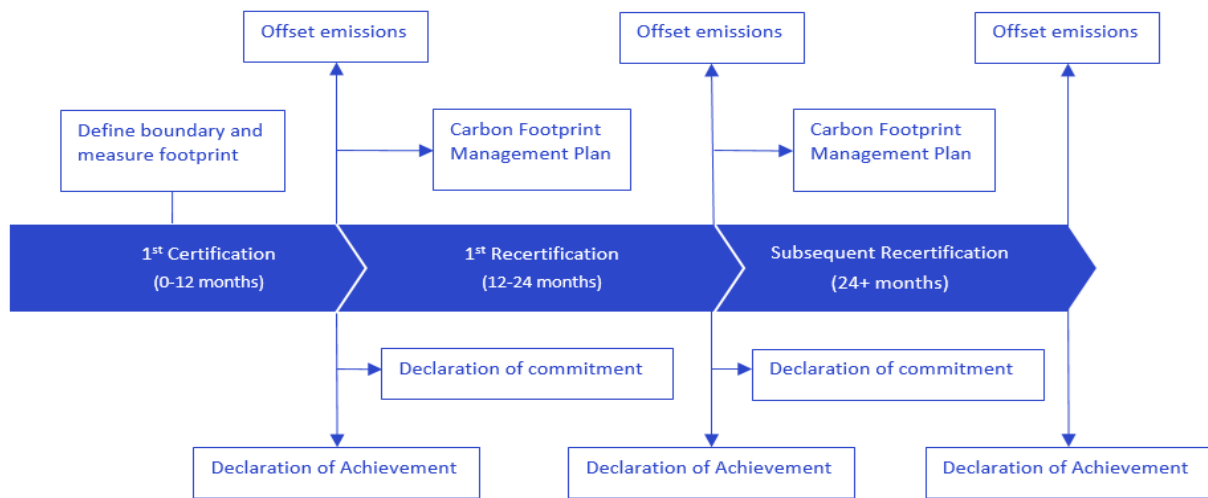 Offset emissions
Offset emissions
Offset emissions
Define boundary and
measure footprint
Carbon Footprint
Management Plan
Carbon Footprint
Management Plan
1st Certification
(0-12 months)
1st Recertification
(12-24 months)
Subsequent Recertification
(24+ months)
Declaration of commitment
Declaration of commitment
Declaration of Achievement
Declaration of Achievement
Declaration of Achievement